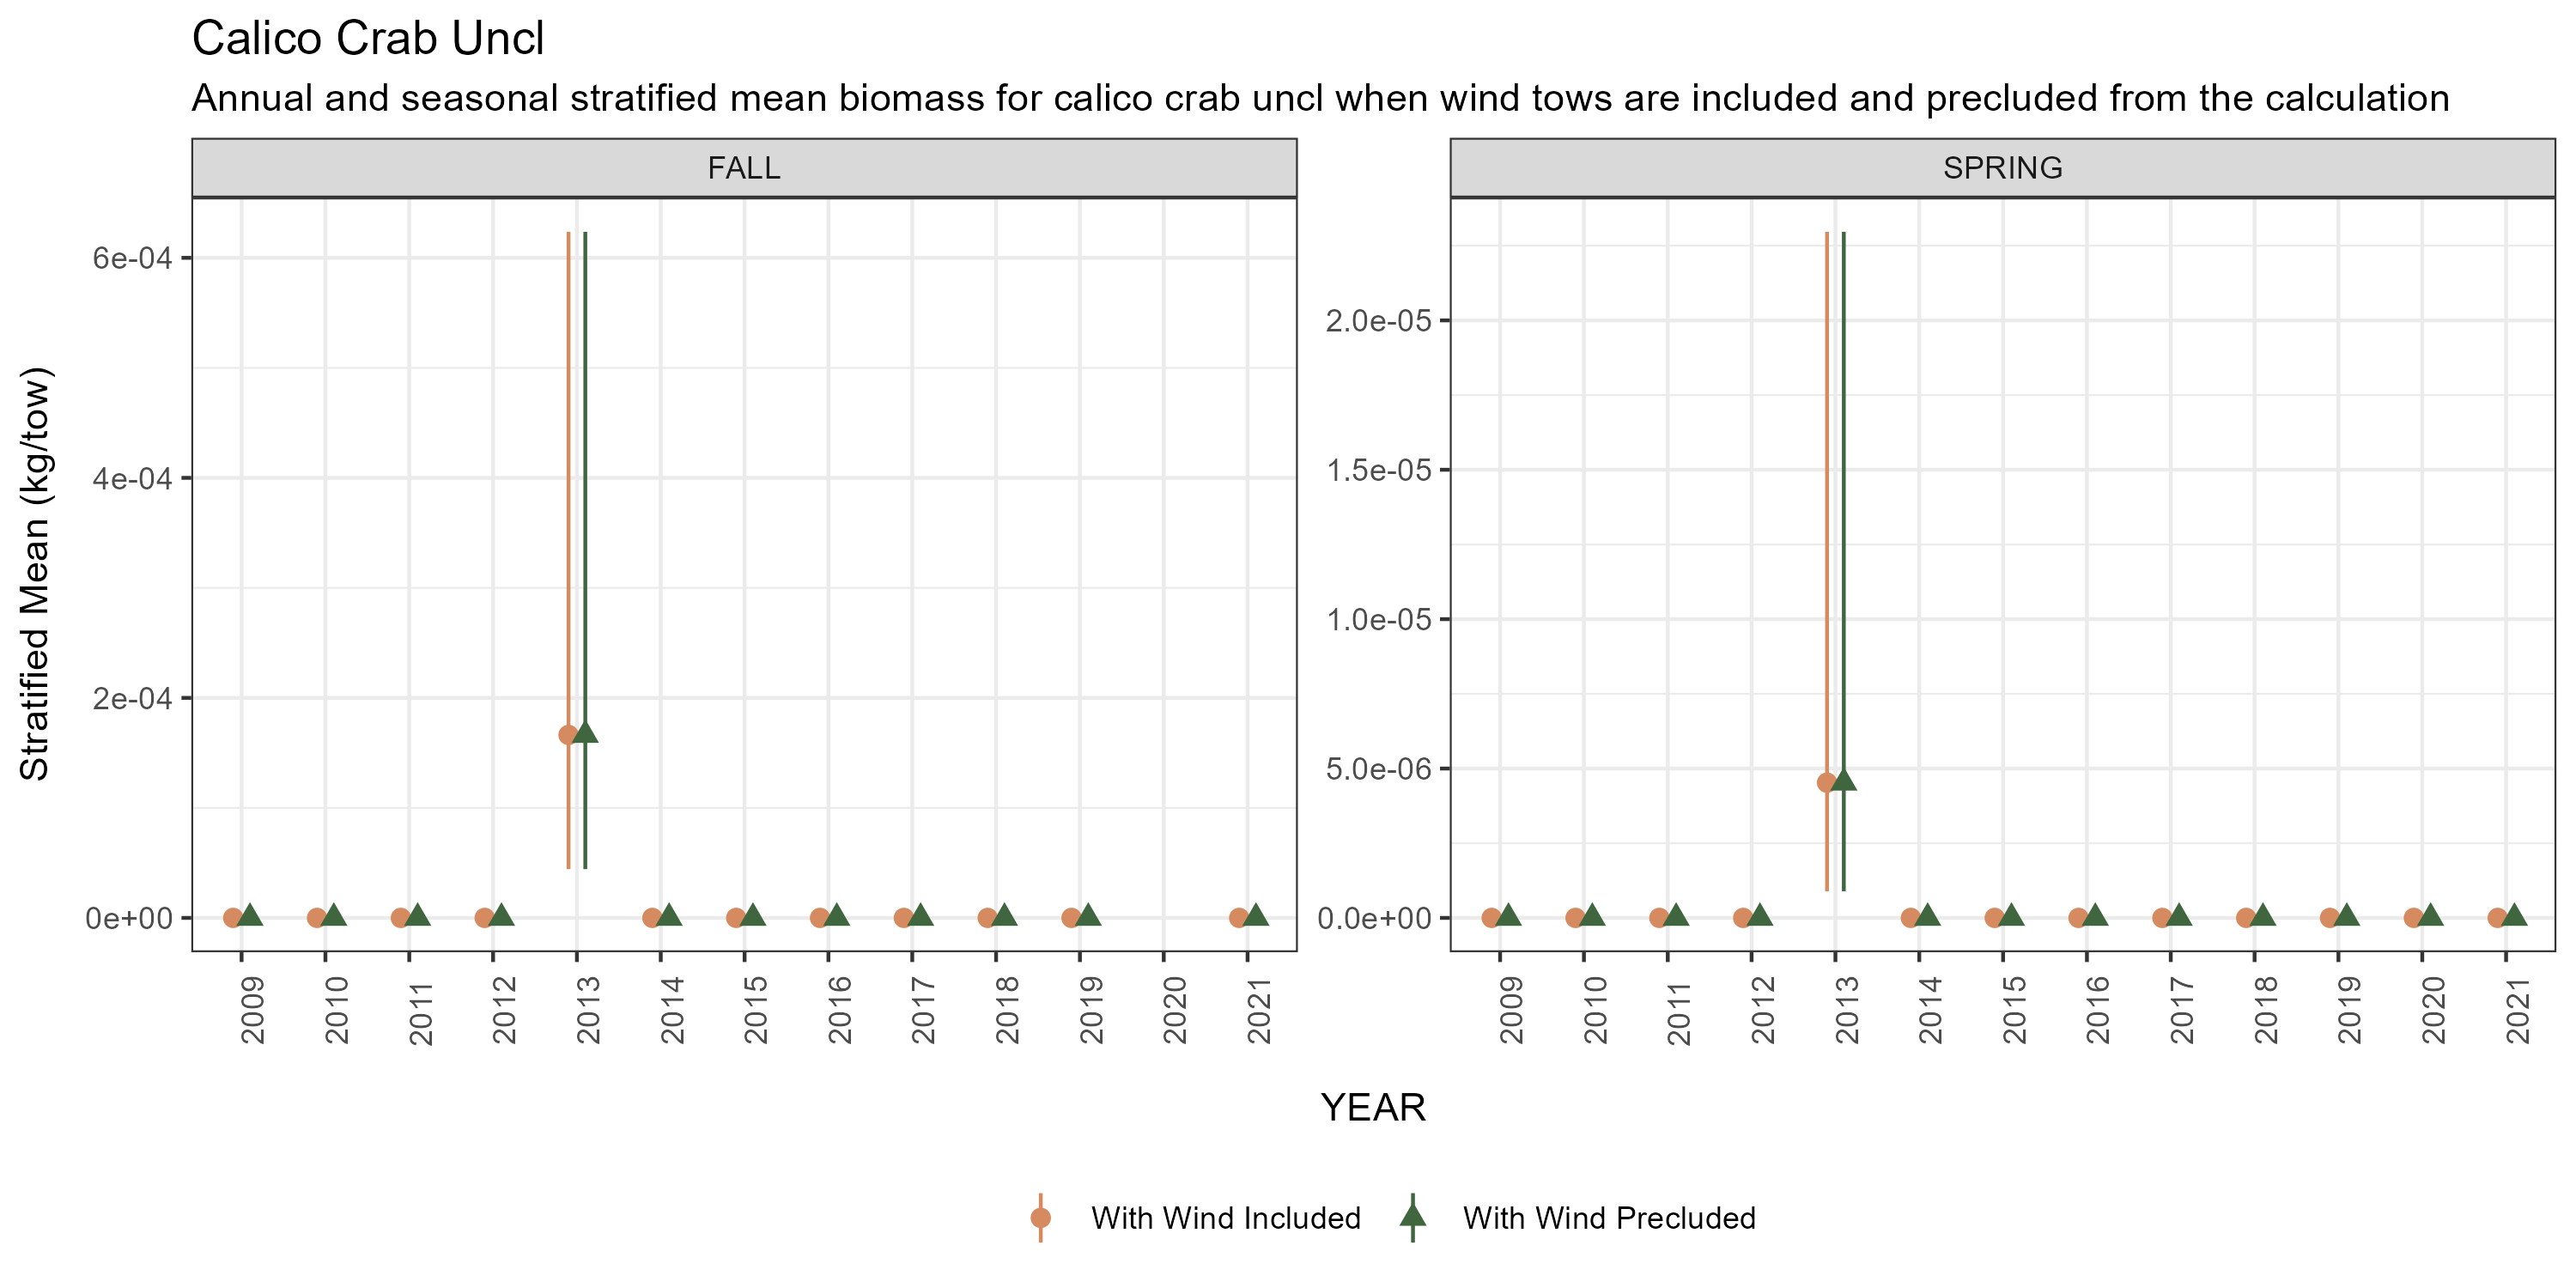 Calico Crab Uncl
Annual and seasonal stratified mean biomass for calico crab uncl when wind tows are included and precluded from the calculation
FALL
SPRING
Stratified Mean (kg/tow)
6e-04
4e-04
2e-04
0e+00
2.0e-05
1.5e-05
1.0e-05
5.0e-06
0.0e+00
2009 2010 2011 2012 2013 2014 2015 2016 2017 2018 2019 2020 2021
2009 2010 2011 2012 2013 2014 2015 2016 2017 2018 2019 2020 2021
YEAR
With Wind Included
With Wind Precluded